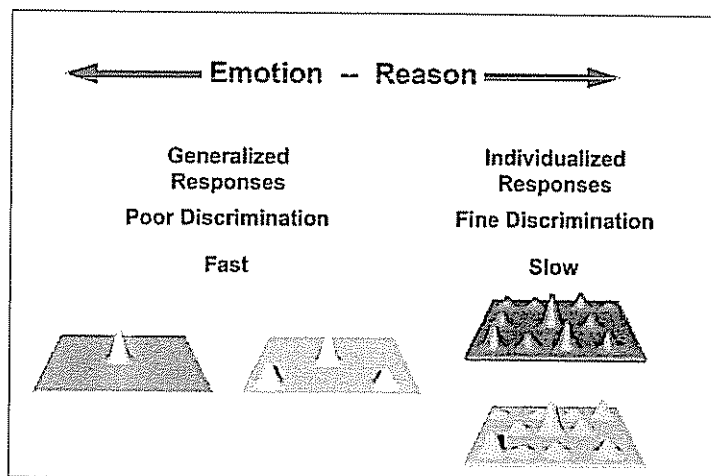 Emotion -- Reason
Generalized
Responses
Poor Discrimination
Fast
Individualized
Responses
Fine Discrimination
Slow